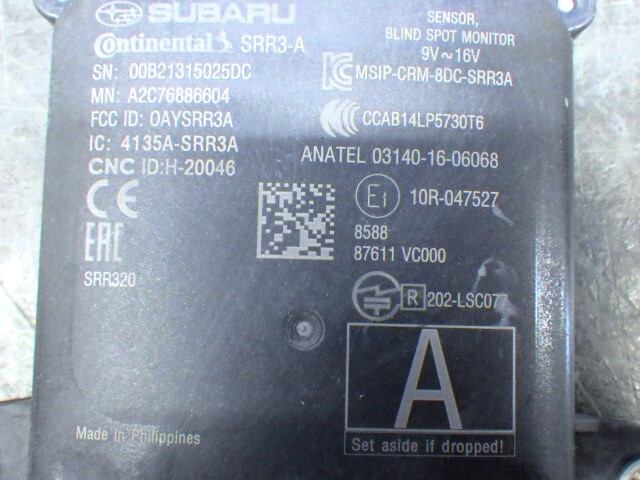 SUBARU
SENSOR,
BLIND SPOT MONITOR
9V~16V
Continental SRR3-A
SN: 00B21315025DC
MSIP-CRM-8DC-SRR3A
MN: A2C76886604
FCC ID: OAYSRR3A
CCAB14LP5730T6
IC: 4135A-SRR3A
ANATEL 03140-16-06068
CNC ID:H-20046
CE
E1 10R-047527
EAC
8588
87611 VC000
SRR320
R 202-LSC077
A
Made in Philippines
Set aside if dropped!